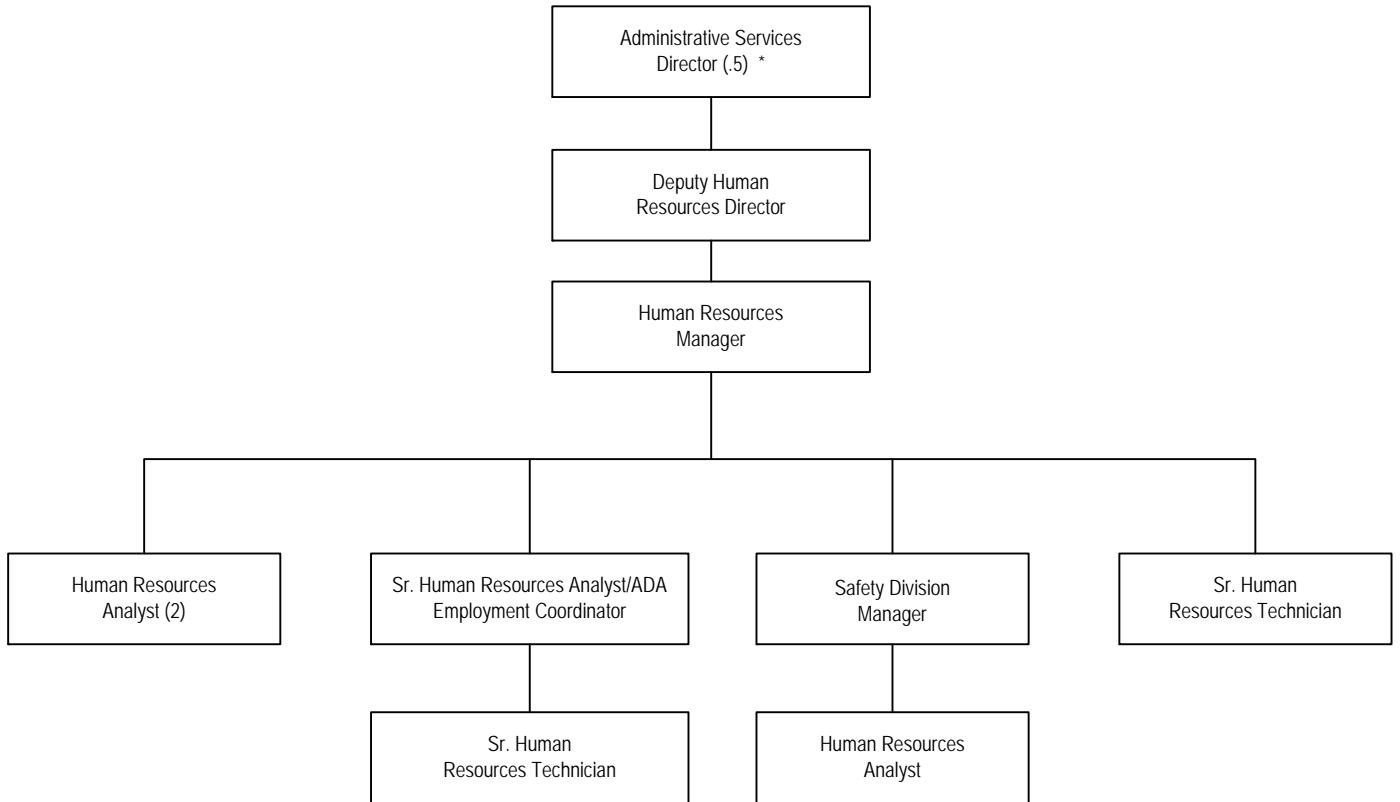 Administrative Services
Director (.5) *
Deputy Human
Resources Director
Human Resources
Manager
Human Resources
Analyst (2)
Sr. Human Resources Analyst/ADA
Employment Coordinator
Safety Division
Manager
Sr. Human
Resources Technician
Sr. Human
Resources Technician
Human Resources
Analyst